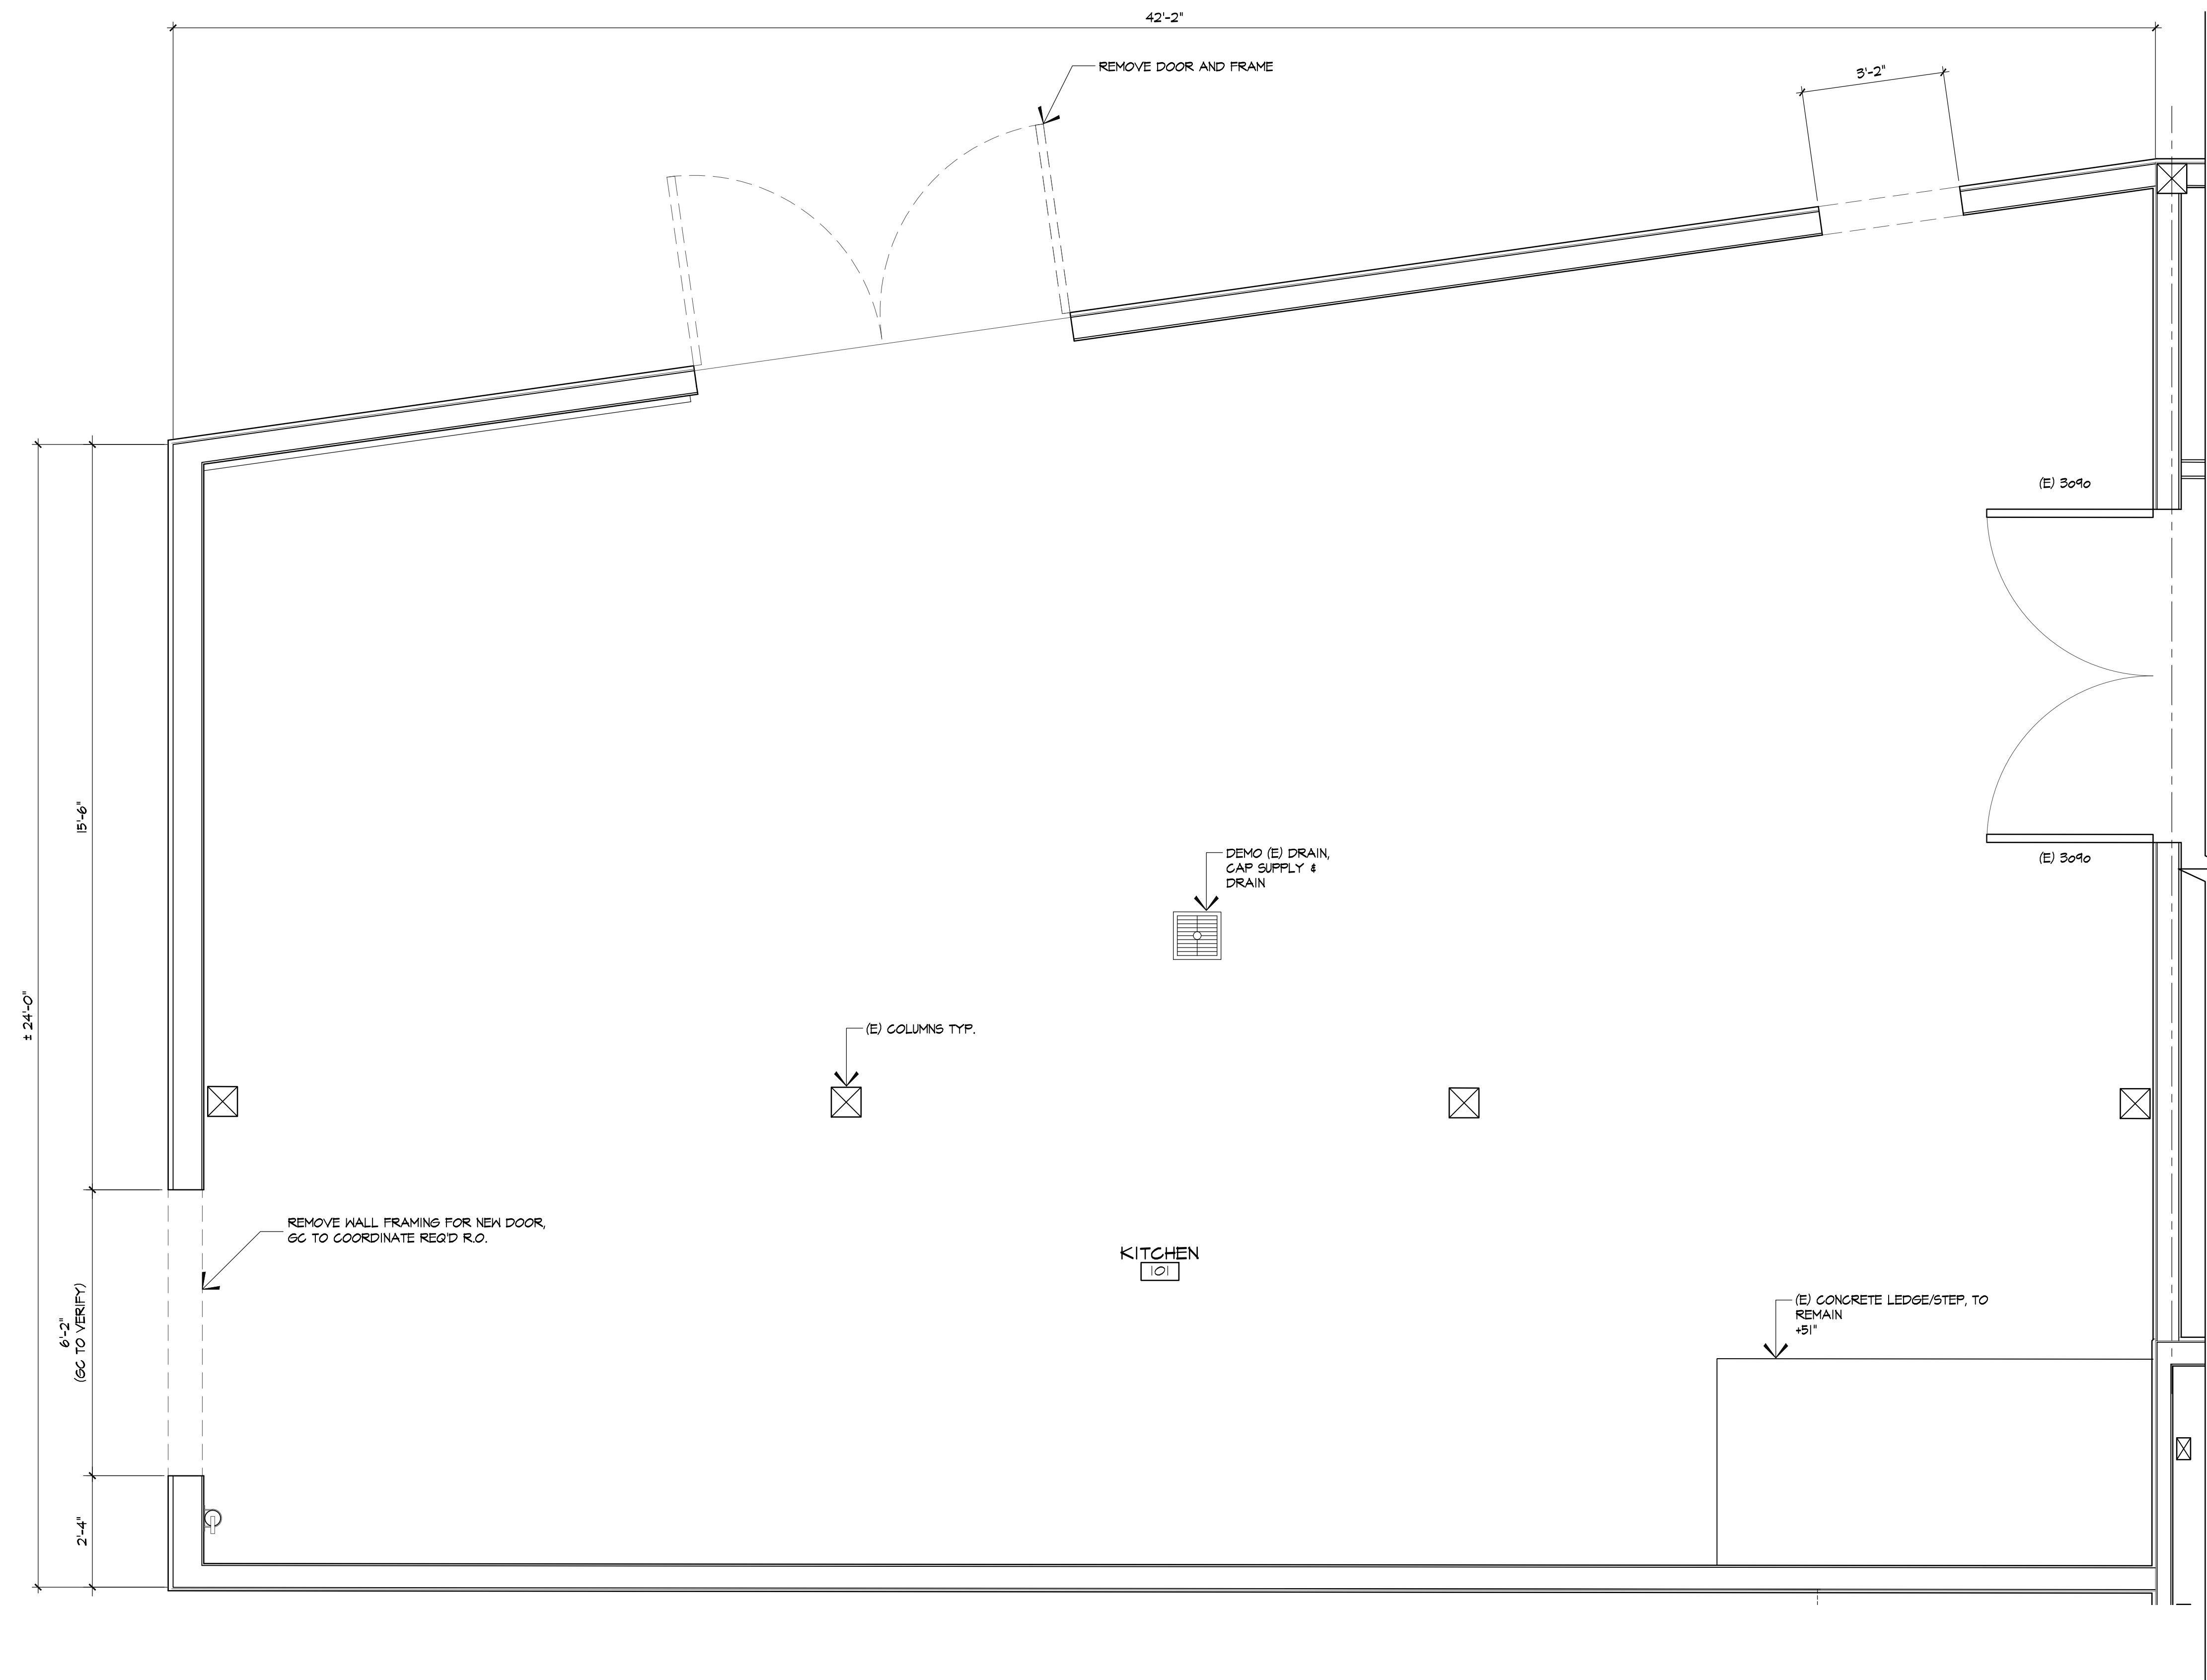 42'-2"
REMOVE DOOR AND FRAME
3'-2"
(E) 3090
15'-6"
(E) 3090
DEMO (E) DRAIN,
CAP SUPPLY &
DRAIN
± 24'-0"
(E) COLUMNS TYP.
REMOVE WALL FRAMING FOR NEW DOOR,
GC TO COORDINATE REQ'D R.O.
KITCHEN
101
6'-2"
(GC TO VERIFY)
(E) CONCRETE LEDGE/STEP, TO
REMAIN
+51"
2'-4"